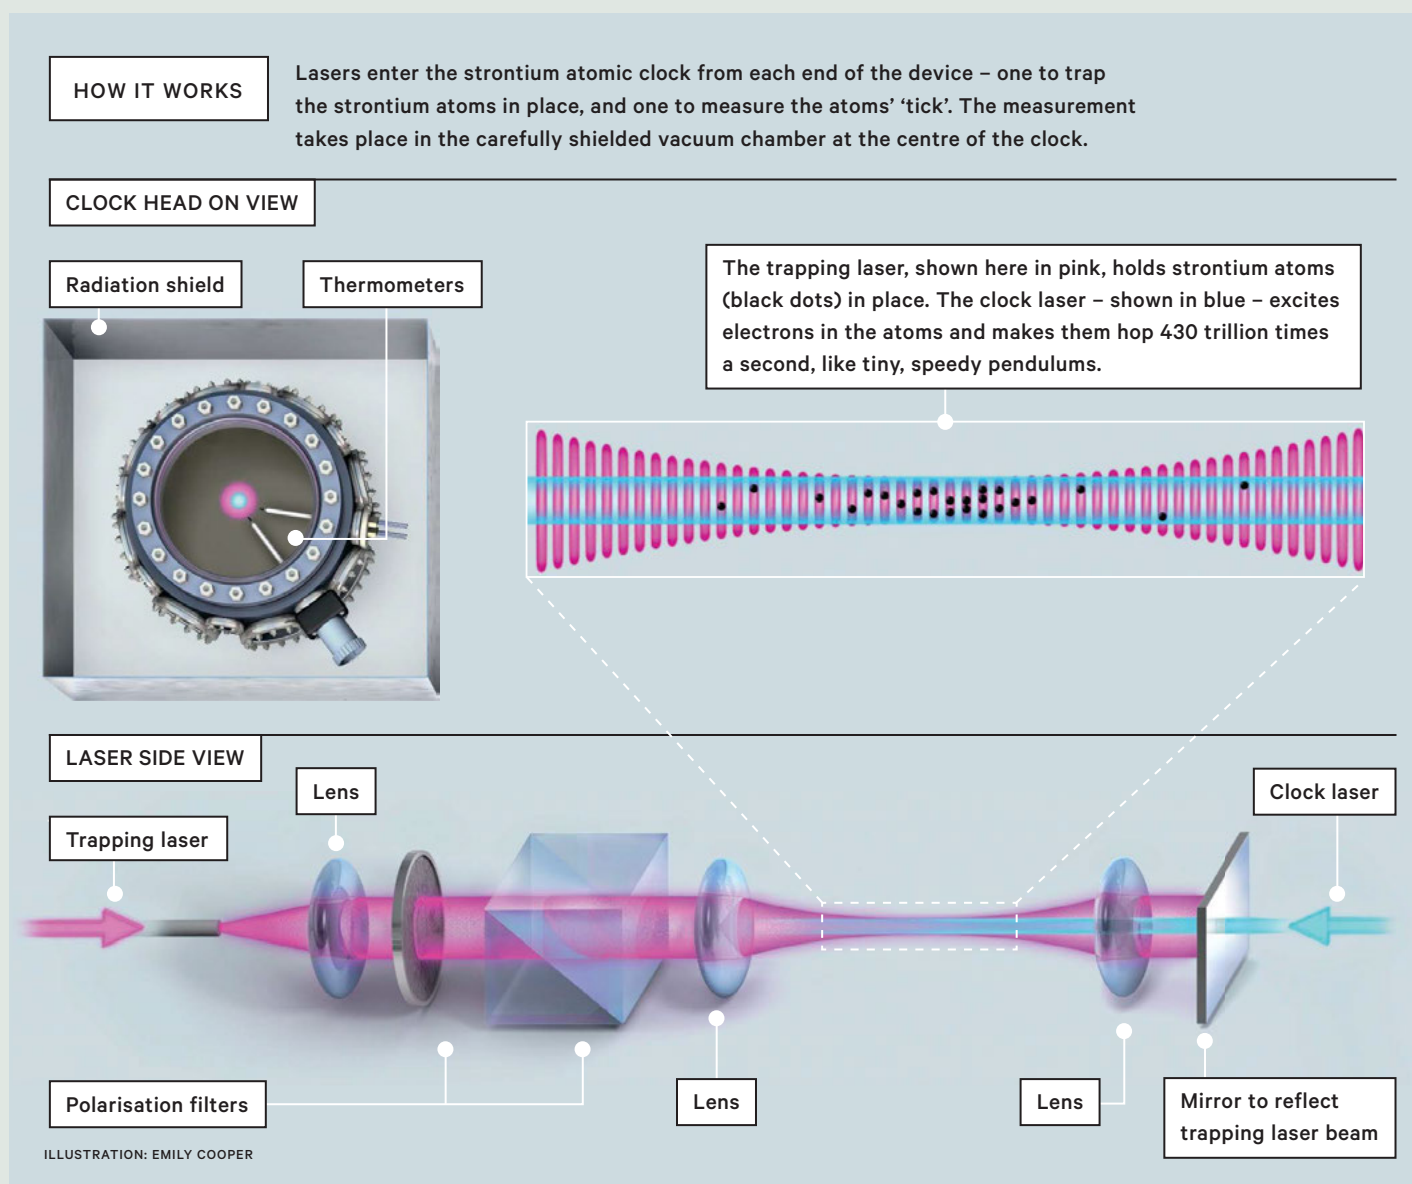 HOW IT WORKS
Lasers enter the strontium atomic clock from each end of the device – one to trap
the strontium atoms in place, and one to measure the atoms’ ‘tick’. The measurement
takes place in the carefully shielded vacuum chamber at the centre of the clock.
CLOCK HEAD ON VIEW
Radiation shield
Thermometers
The trapping laser, shown here in pink, holds strontium atoms
(black dots) in place. The clock laser – shown in blue – excites
electrons in the atoms and makes them hop 430 trillion times
a second, like tiny, speedy pendulums.
LASER SIDE VIEW
Lens
Clock laser
Trapping laser
Polarisation filters
Lens
Lens
Mirror to reflect
trapping laser beam
ILLUSTRATION: EMILY COOPER